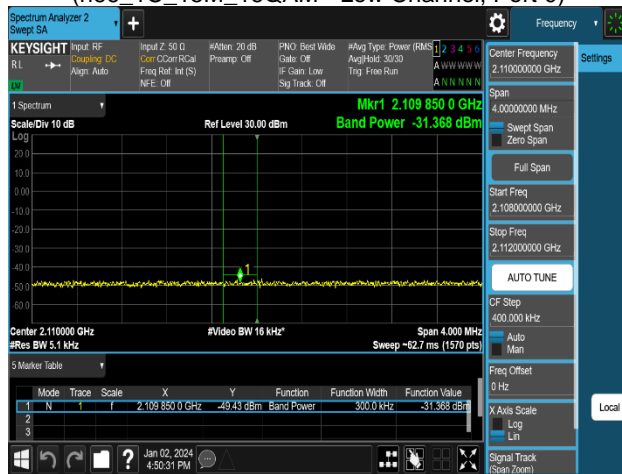 Spectrum Analyzer 2
Swept SA
+
Frequency
KEYSIGHT
Input: RF
Input Z: 50 Ω
#Atten: 20 dB
PNO: Best Wide
#Avg Type: Power (RMS
1 2 3 4 5 6
RL
Coupling: DC
Corr CCorr RCal
Preamp: Off
Gate: Off
Avg|Hold: 30/30
A W W W W W
Align: Auto
Freq Ref: Int (S)
IF Gain: Low
Trig: Free Run
NFE: Off
Sig Track: Off
A N N N N N
1 Spectrum
Mkr1 2.109 850 0 GHz
Scale/Div 10 dB
Ref Level 30.00 dBm
Band Power -31.368 dBm
Log
20.0
10.0
0.00
-10.0
-20.0
-30.0
-40.0
-50.0
-60.0
1
Center 2.110000 GHz
#Video BW 16 kHz*
Span 4.000 MHz
#Res BW 5.1 kHz
Sweep ~62.7 ms (1570 pts)
5 Marker Table
Mode Trace Scale X Y Function Function Width Function Value
1 N 1 f 2.109 850 0 GHz -49.43 dBm Band Power 300.0 kHz -31.368 dBm
2
3
?
Jan 02, 2024
4:50:31 PM
Center Frequency
2.110000000 GHz
Settings
Span
4.00000000 MHz
Swept Span
Zero Span
Full Span
Start Freq
2.108000000 GHz
Stop Freq
2.112000000 GHz
AUTO TUNE
CF Step
400.000 kHz
Auto
Man
Freq Offset
0 Hz
X Axis Scale
Log
Lin
Local
Signal Track
(Span Zoom)